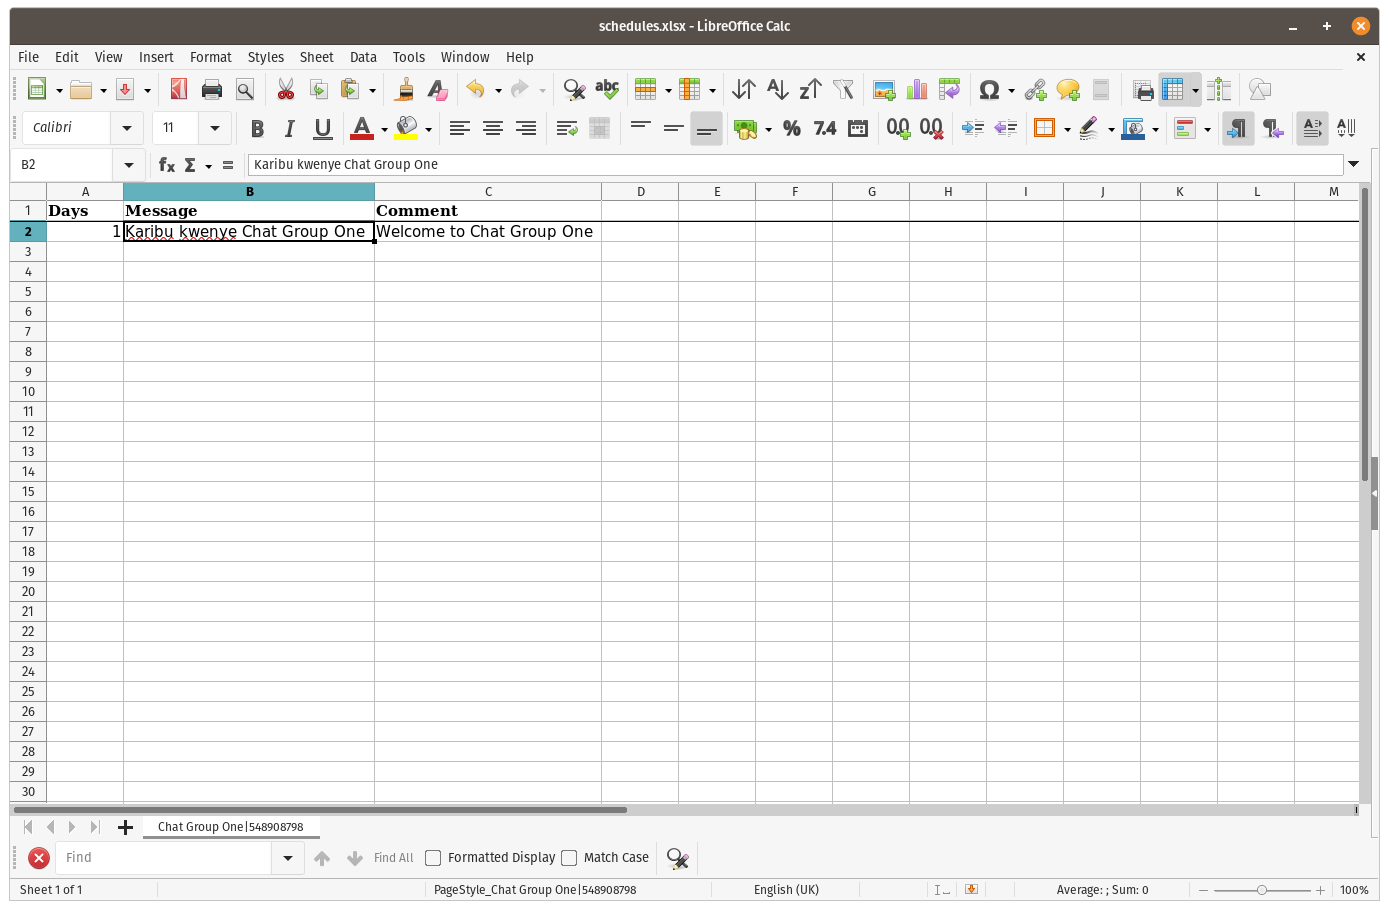 schedules.xlsx - LibreOffice Calc
File Edit View Insert Format Styles Sheet Data Tools Window Help
Calibri 11 B I U A % 7.4
B2 Karibu kwenye Chat Group One
A B C D E F G H I J K L M
1 Days Message Comment
2 1 Karibu kwenye Chat Group One Welcome to Chat Group One
3
4
5
6
7
8
9
10
11
12
13
14
15
16
17
18
19
20
21
22
23
24
25
26
27
28
29
30
Chat Group One|548908798
Find Find All Formatted Display Match Case
Sheet 1 of 1 PageStyle_Chat Group One|548908798 English (UK) Average: ; Sum: 0 100%